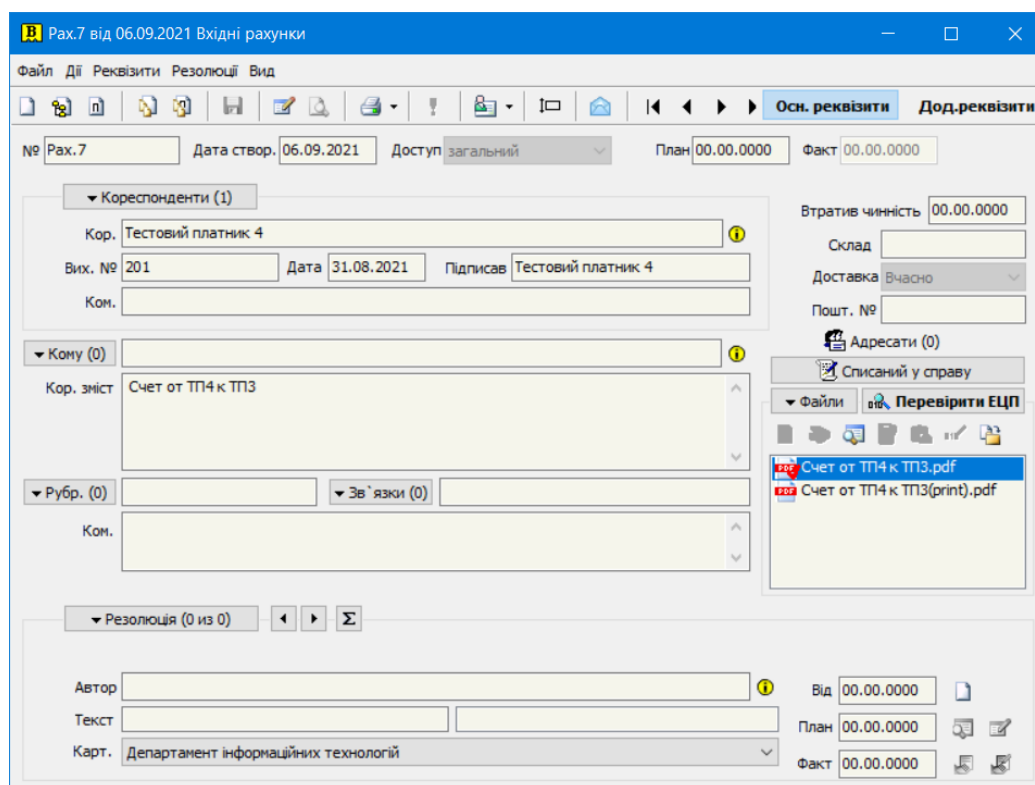 Рах.7 від 06.09.2021 Вхідні рахунки
Файл Дії Реквізити Резолюції Вид
Осн. реквізити Дод.реквізити
№ Рах.7 Дата створ. 06.09.2021 Доступ загальний План 00.00.0000 Факт 00.00.0000
Кореспонденти (1)
Втратив чинність 00.00.0000
Кор. Тестовий платник 4
Склад
Вих. № 201 Дата 31.08.2021 Підписав Тестовий платник 4
Доставка Вчасно
Ком.
Пошт. №
Адресати (0)
Кому (0)
Списаний у справу
Кор. зміст Счет от ТП4 к ТП3
Файли Перевірити ЕЦП
Счет от ТП4 к ТП3.pdf
Счет от ТП4 к ТП3(print).pdf
Рубр. (0) Зв`язки (0)
Ком.
Резолюція (0 из 0) Σ
Автор
Від 00.00.0000
Текст
План 00.00.0000
Карт. Департамент інформаційних технологій
Факт 00.00.0000